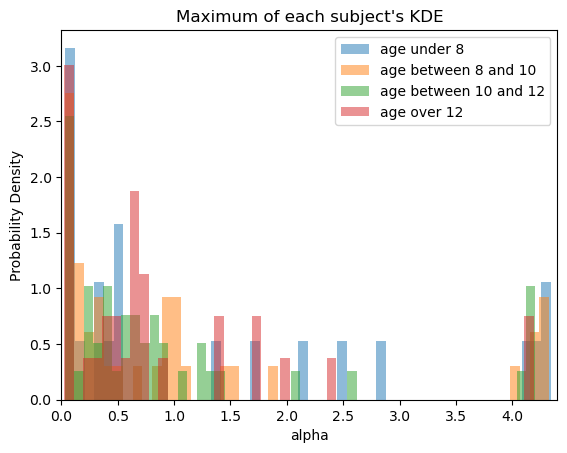 Maximum of each subject's KDE
age under 8
age between 8 and 10
age between 10 and 12
age over 12
Probability Density
3.0
2.5
2.0
1.5
1.0
0.5
0.0
0.0 0.5 1.0 1.5 2.0 2.5 3.0 3.5 4.0
alpha